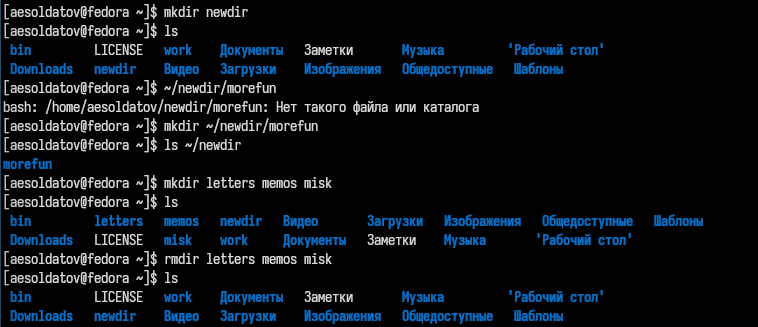 [aesoldatov@fedora ~]$ mkdir newdir
[aesoldatov@fedora ~]$ ls
bin LICENSE work Документы Заметки Музыка 'Рабочий стол'
Downloads newdir Видео Загрузки Изображения Общедоступные Шаблоны
[aesoldatov@fedora ~]$ ~/newdir/morefun
bash: /home/aesoldatov/newdir/morefun: Нет такого файла или каталога
[aesoldatov@fedora ~]$ mkdir ~/newdir/morefun
[aesoldatov@fedora ~]$ ls ~/newdir
morefun
[aesoldatov@fedora ~]$ mkdir letters memos misk
[aesoldatov@fedora ~]$ ls
bin letters memos newdir Видео Загрузки Изображения Общедоступные Шаблоны
Downloads LICENSE misk work Документы Заметки Музыка 'Рабочий стол'
[aesoldatov@fedora ~]$ rmdir letters memos misk
[aesoldatov@fedora ~]$ ls
bin LICENSE work Документы Заметки Музыка 'Рабочий стол'
Downloads newdir Видео Загрузки Изображения Общедоступные Шаблоны